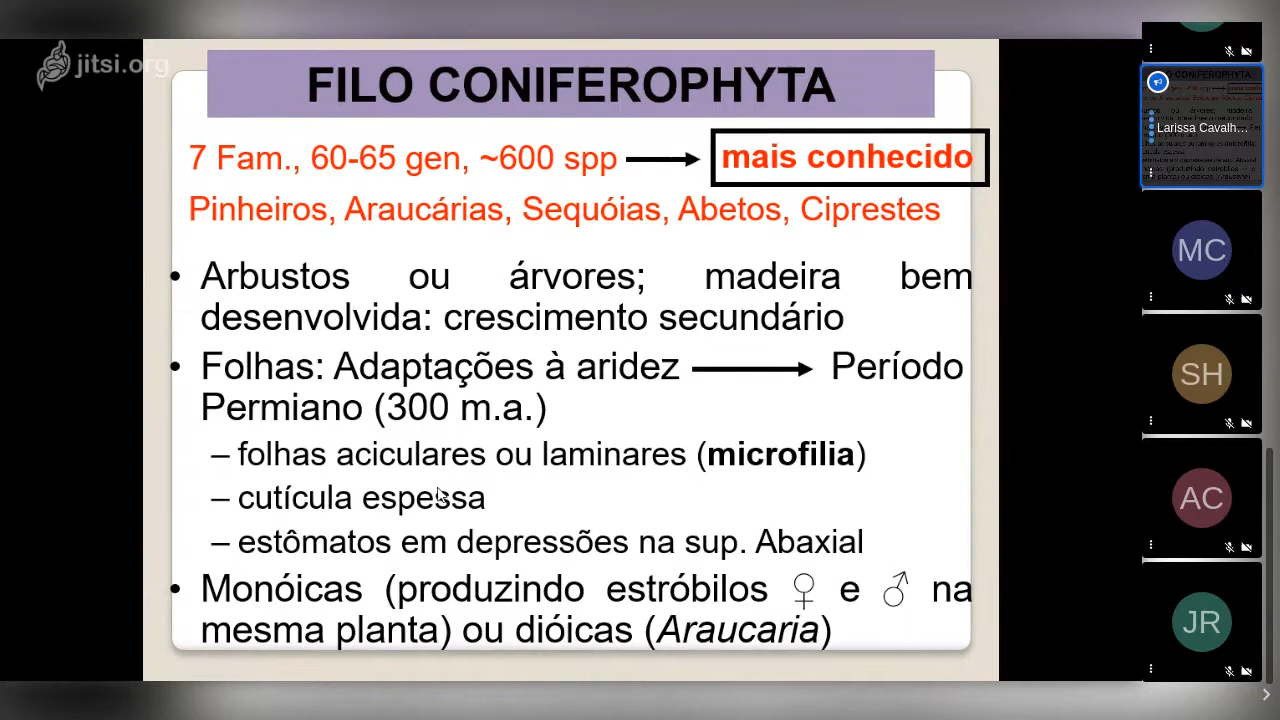 jitsi.org
FILO CONIFEROPHYTA
7 Fam., 60-65 gen, ~600 spp
mais conhecido
Pinheiros, Araucárias, Sequóias, Abetos, Ciprestes
• Arbustos ou árvores; madeira bem
desenvolvida: crescimento secundário
• Folhas: Adaptações à aridez Período
Permiano (300 m.a.)
– folhas aciculares ou laminares (microfilia)
– cutícula espessa
– estômatos em depressões na sup. Abaxial
• Monóicas (produzindo estróbilos ♀ e ♂ na
mesma planta) ou dióicas (Araucaria)
Larissa Cavalh...
MC
SH
AC
JR